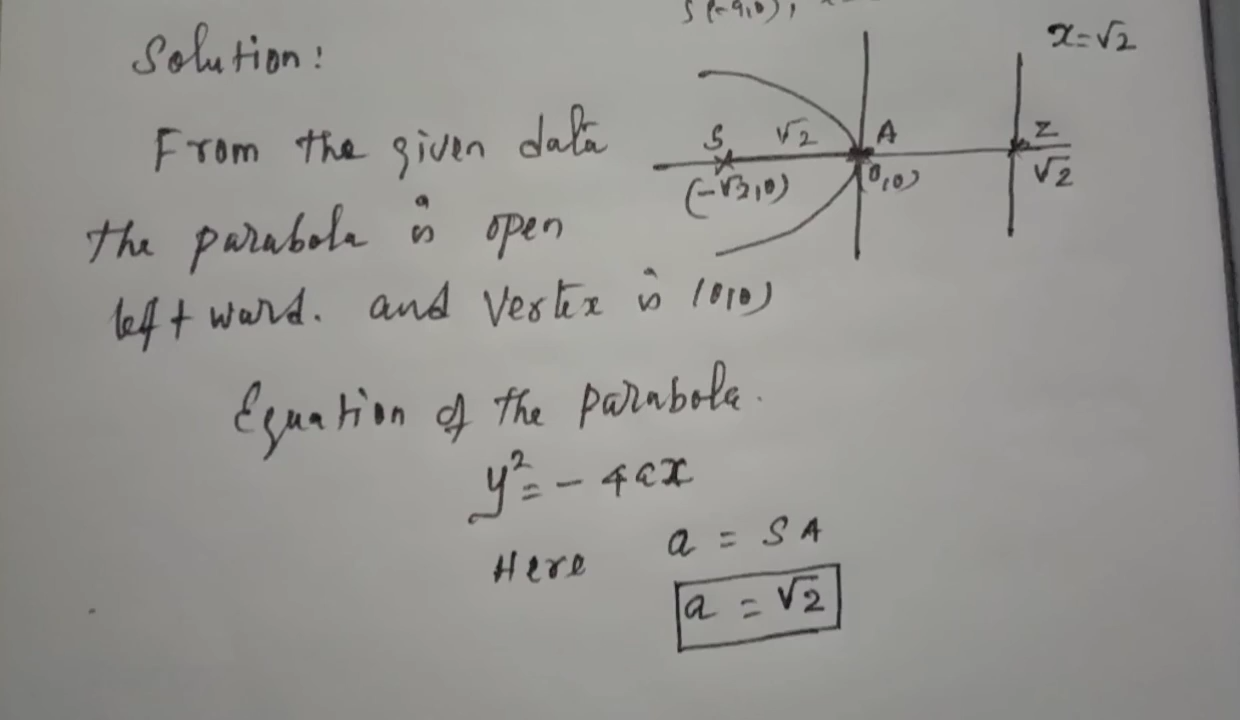 S(-a,0),
x=√2
Solution:
S √2 A Z
From the given data
(-√2,0) (0,0) √2
the parabola is open
left ward. and Vertex is (0,0)
Equation of the parabola.
y² = - 4ax
Here a = SA
a = √2